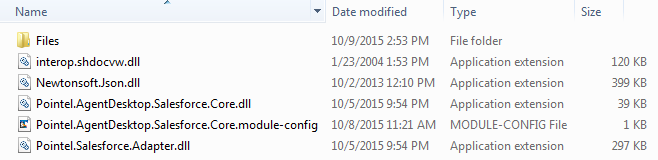 Name Date modified Type Size
Files 10/9/2015 2:53 PM File folder
interop.shdocvw.dll 1/23/2004 1:53 PM Application extension 120 KB
Newtonsoft.Json.dll 10/2/2013 12:10 PM Application extension 399 KB
Pointel.AgentDesktop.Salesforce.Core.dll 10/5/2015 9:54 PM Application extension 39 KB
Pointel.AgentDesktop.Salesforce.Core.module-config 10/8/2015 11:21 AM MODULE-CONFIG File 1 KB
Pointel.Salesforce.Adapter.dll 10/5/2015 9:54 PM Application extension 297 KB